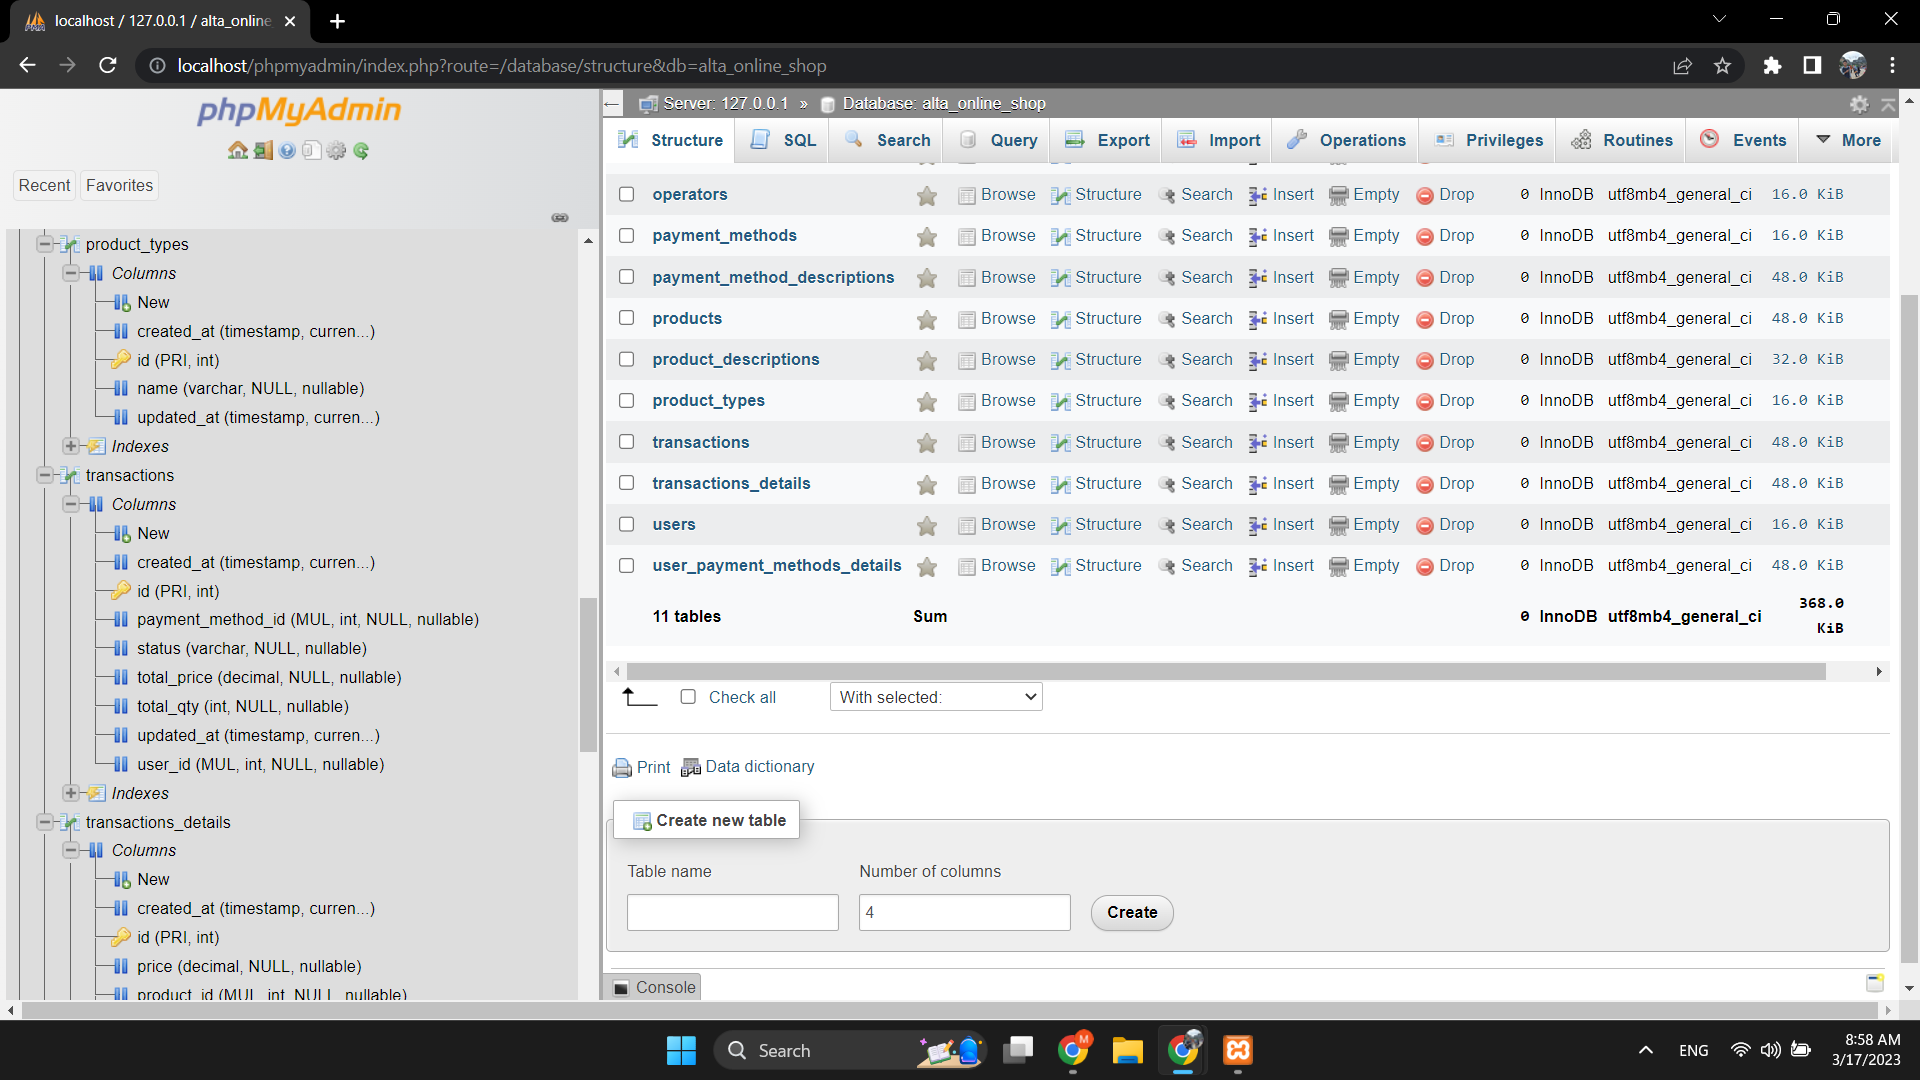 localhost / 127.0.0.1 / alta_online
localhost/phpmyadmin/index.php?route=/database/structure&db=alta_online_shop
phpMyAdmin
Recent Favorites
product_types
Columns
New
created_at (timestamp, curren...)
id (PRI, int)
name (varchar, NULL, nullable)
updated_at (timestamp, curren...)
Indexes
transactions
Columns
New
created_at (timestamp, curren...)
id (PRI, int)
payment_method_id (MUL, int, NULL, nullable)
status (varchar, NULL, nullable)
total_price (decimal, NULL, nullable)
total_qty (int, NULL, nullable)
updated_at (timestamp, curren...)
user_id (MUL, int, NULL, nullable)
Indexes
transactions_details
Columns
New
created_at (timestamp, curren...)
id (PRI, int)
price (decimal, NULL, nullable)
product_id (MUL, int, NULL, nullable)
Server: 127.0.0.1 » Database: alta_online_shop
Structure SQL Search Query Export Import Operations Privileges Routines Events More
operators Browse Structure Search Insert Empty Drop 0 InnoDB utf8mb4_general_ci 16.0 KiB
payment_methods Browse Structure Search Insert Empty Drop 0 InnoDB utf8mb4_general_ci 16.0 KiB
payment_method_descriptions Browse Structure Search Insert Empty Drop 0 InnoDB utf8mb4_general_ci 48.0 KiB
products Browse Structure Search Insert Empty Drop 0 InnoDB utf8mb4_general_ci 48.0 KiB
product_descriptions Browse Structure Search Insert Empty Drop 0 InnoDB utf8mb4_general_ci 32.0 KiB
product_types Browse Structure Search Insert Empty Drop 0 InnoDB utf8mb4_general_ci 16.0 KiB
transactions Browse Structure Search Insert Empty Drop 0 InnoDB utf8mb4_general_ci 48.0 KiB
transactions_details Browse Structure Search Insert Empty Drop 0 InnoDB utf8mb4_general_ci 48.0 KiB
users Browse Structure Search Insert Empty Drop 0 InnoDB utf8mb4_general_ci 16.0 KiB
user_payment_methods_details Browse Structure Search Insert Empty Drop 0 InnoDB utf8mb4_general_ci 48.0 KiB
11 tables Sum 0 InnoDB utf8mb4_general_ci 368.0
KiB
Check all With selected:
Print Data dictionary
Create new table
Table name Number of columns
4 Create
Console
Search M ENG 8:58 AM
3/17/2023